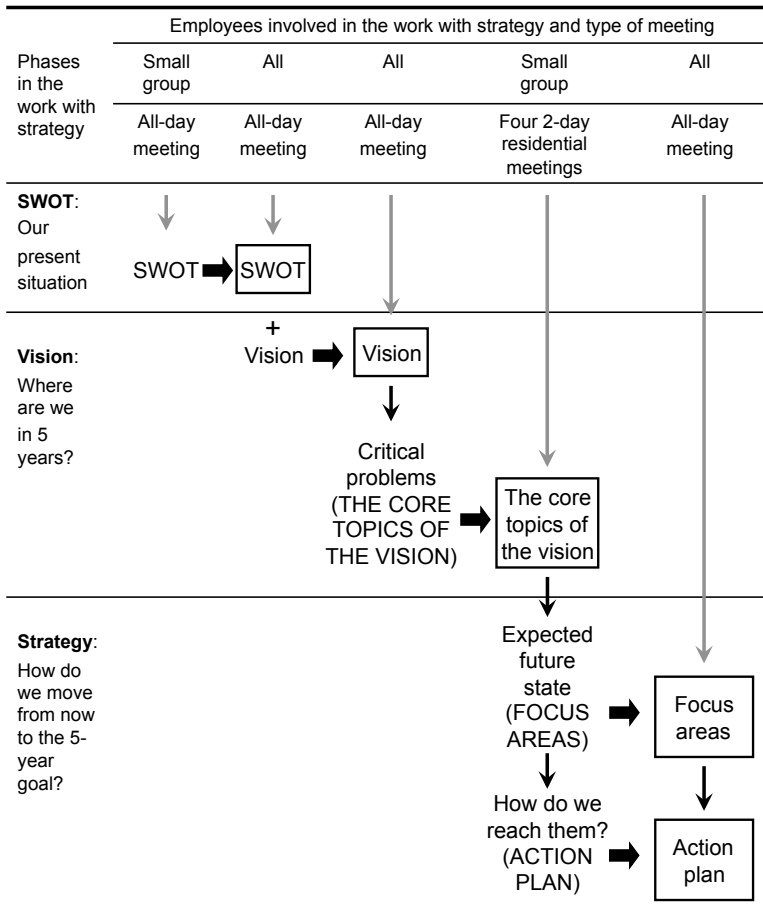 Employees involved in the work with strategy and type of meeting
Phases
in the
work with
strategy
Small
group
All
All
Small
group
All
All-day
meeting
All-day
meeting
All-day
meeting
Four 2-day
residential
meetings
All-day
meeting
SWOT:
Our
present
situation
SWOT
SWOT
Vision:
Where
are we
in 5
years?
+
Vision
Vision
Critical
problems
(THE CORE
TOPICS OF
THE VISION)
The core
topics of
the vision
Strategy:
How do
we move
from now
to the 5-
year
goal?
Expected
future
state
(FOCUS
AREAS)
Focus
areas
How do we
reach them?
(ACTION
PLAN)
Action
plan